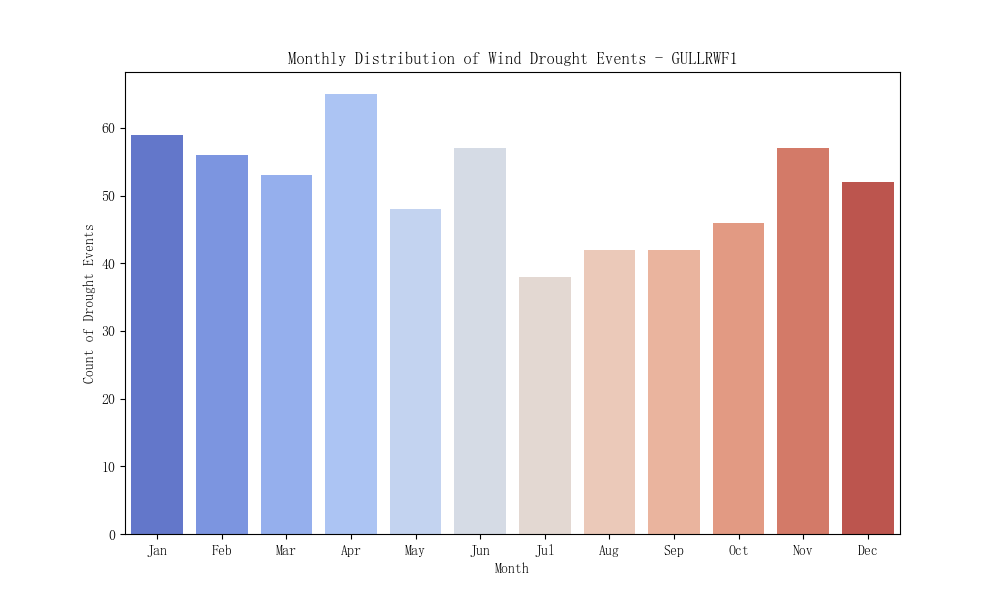 Monthly Distribution of Wind Drought Events - GULLRWF1
Count of Drought Events
60
50
40
30
20
10
0
Jan Feb Mar Apr May Jun Jul Aug Sep Oct Nov Dec
Month